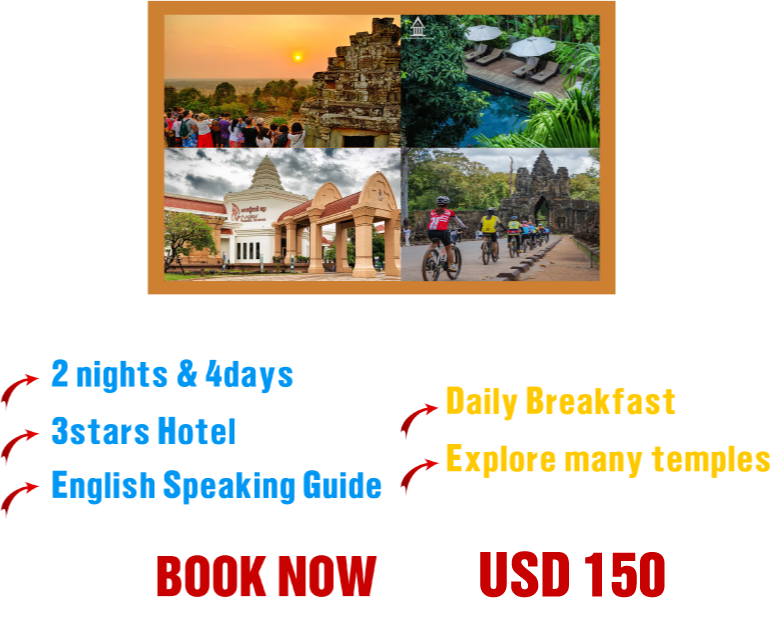 2 nights & 4days
3stars Hotel
English Speaking Guide
Daily Breakfast
Explore many temples
BOOK NOW
USD 150